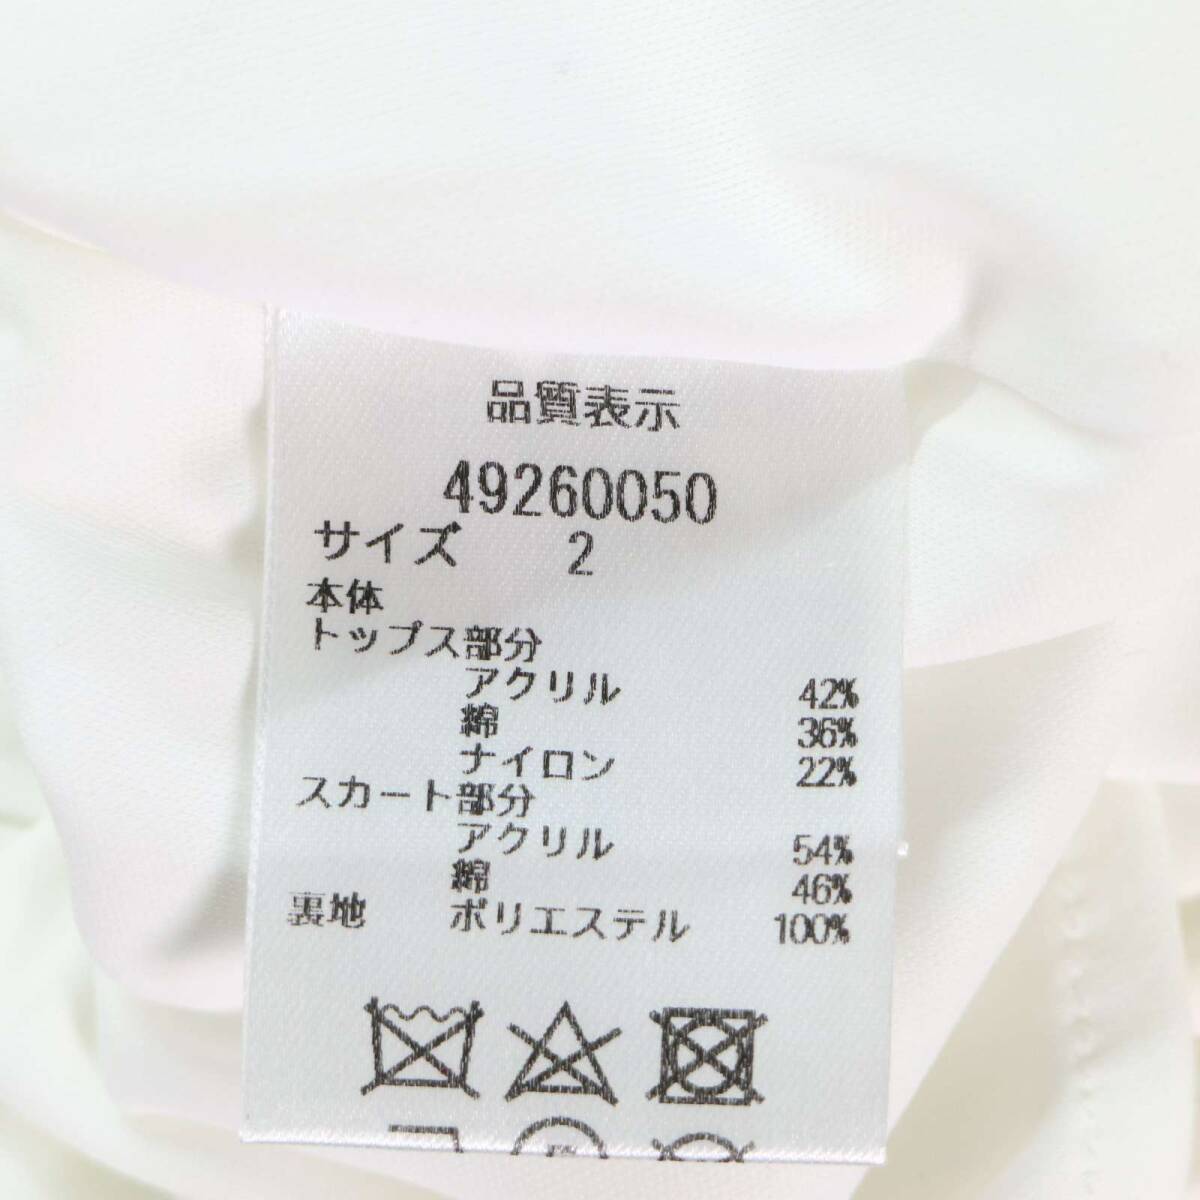 品質表示
49260050
サイズ 2
本体
トップス部分
アクリル 42%
綿 36%
ナイロン 22%
スカート部分
アクリル 54%
綿 46%
裏地 ポリエステル 100%